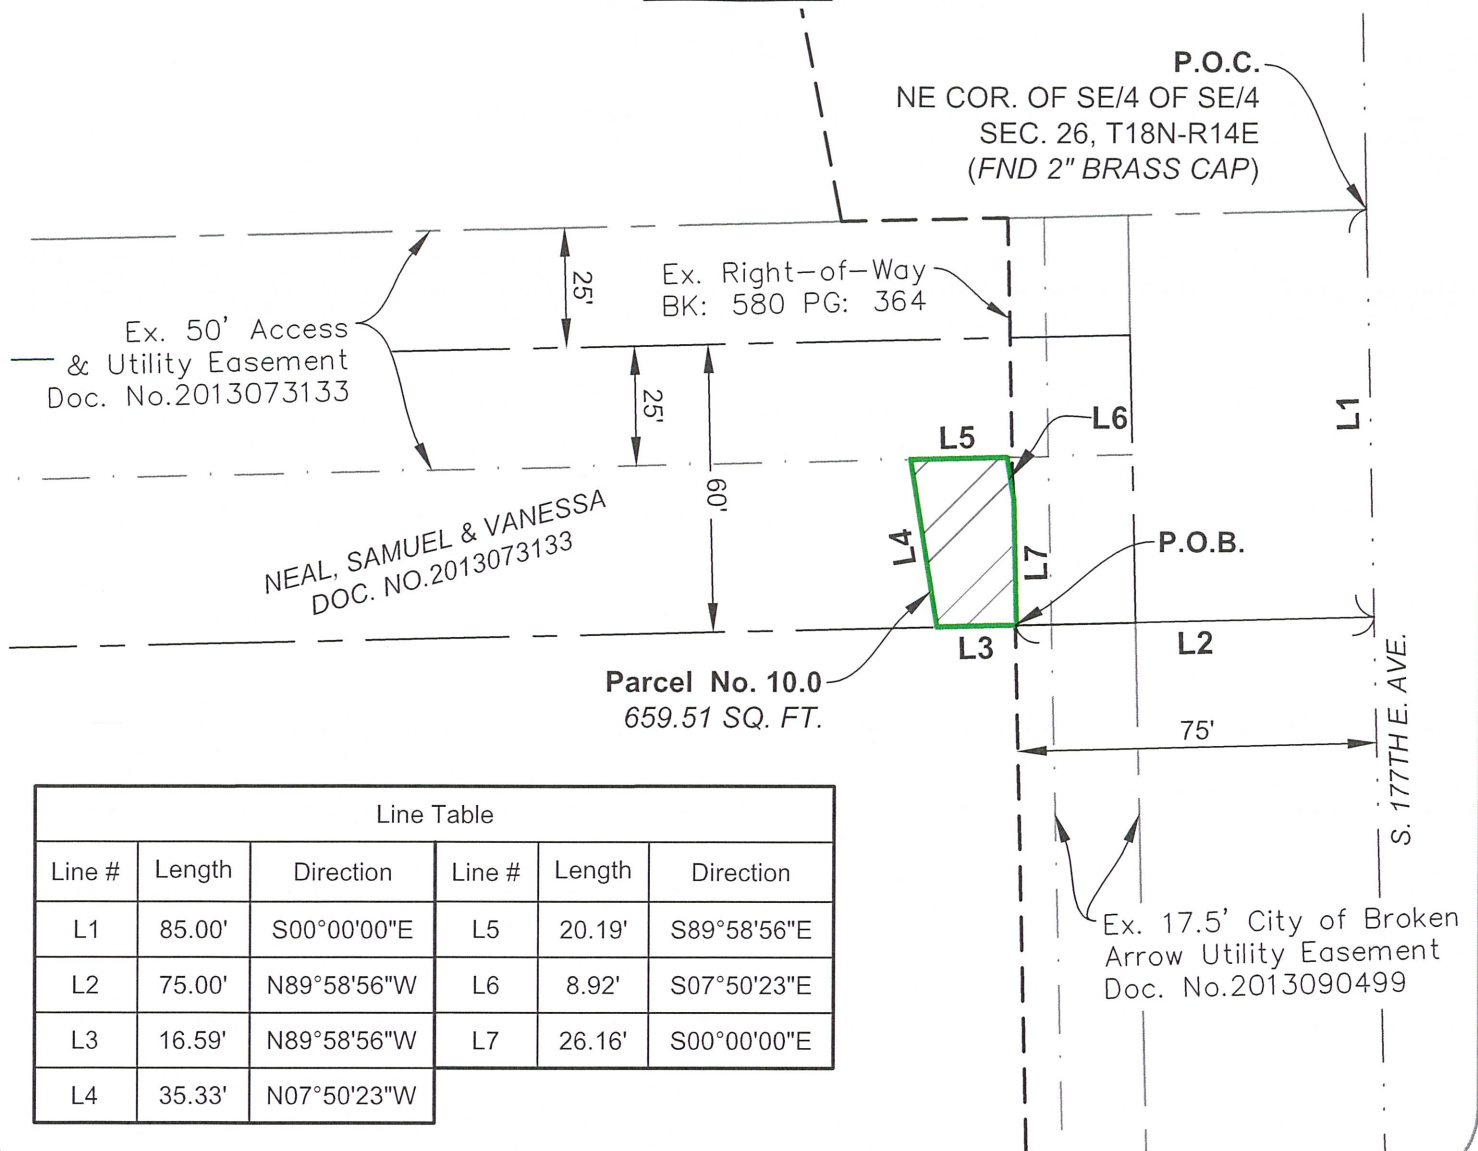 P.O.C.
NE COR. OF SE/4 OF SE/4
SEC. 26, T18N-R14E
(FND 2" BRASS CAP)
Ex. Right-of-Way
BK: 580 PG: 364
25'
Ex. 50' Access
& Utility Easement
Doc. No.2013073133
25'
L6
L1
L5
60'
NEAL, SAMUEL & VANESSA
DOC. NO.2013073133
L4
L7
P.O.B.
L3
L2
Parcel No. 10.0
659.51 SQ. FT.
75'
S. 177TH E. AVE.
Line Table
Line # Length Direction Line # Length Direction
L1 85.00' S00°00'00"E L5 20.19' S89°58'56"E
L2 75.00' N89°58'56"W L6 8.92' S07°50'23"E
L3 16.59' N89°58'56"W L7 26.16' S00°00'00"E
L4 35.33' N07°50'23"W
Ex. 17.5' City of Broken
Arrow Utility Easement
Doc. No.2013090499